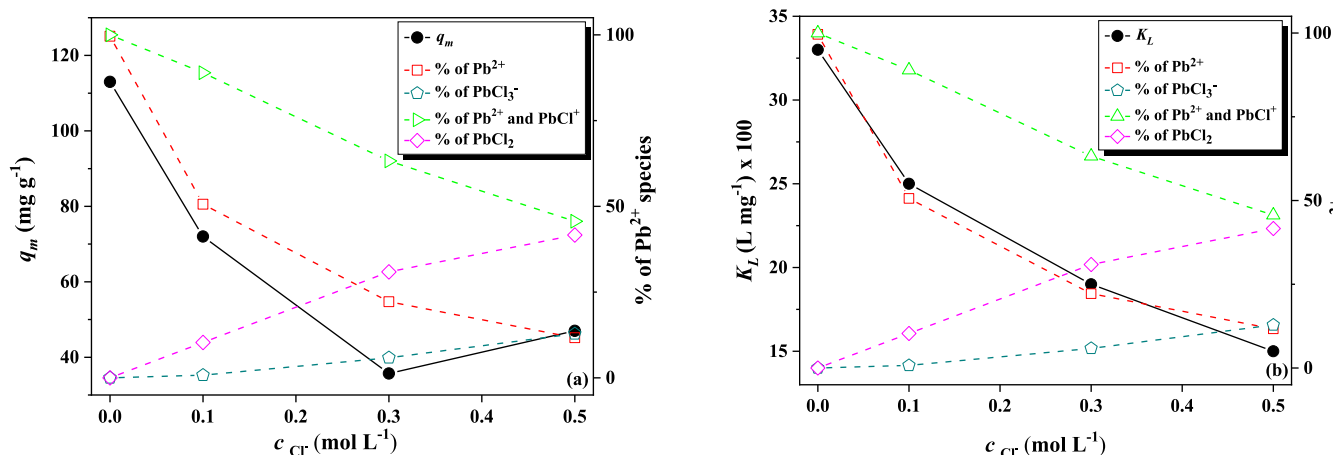 120
100
80
60
40
q_m (mg g⁻¹)
0.0 0.1 0.2 0.3 0.4 0.5
c Cl⁻ (mol L⁻¹)
100
50
0
% of Pb²⁺ species
q_m
% of Pb²⁺
% of PbCl₃⁻
% of Pb²⁺ and PbCl⁺
% of PbCl₂
(a)
35
30
25
20
15
K_L (L mg⁻¹) x 100
0.0 0.1 0.2 0.3 0.4 0.5
c Cl⁻ (mol L⁻¹)
100
50
0
K_L
% of Pb²⁺
% of PbCl₃⁻
% of Pb²⁺ and PbCl⁺
% of PbCl₂
(b)